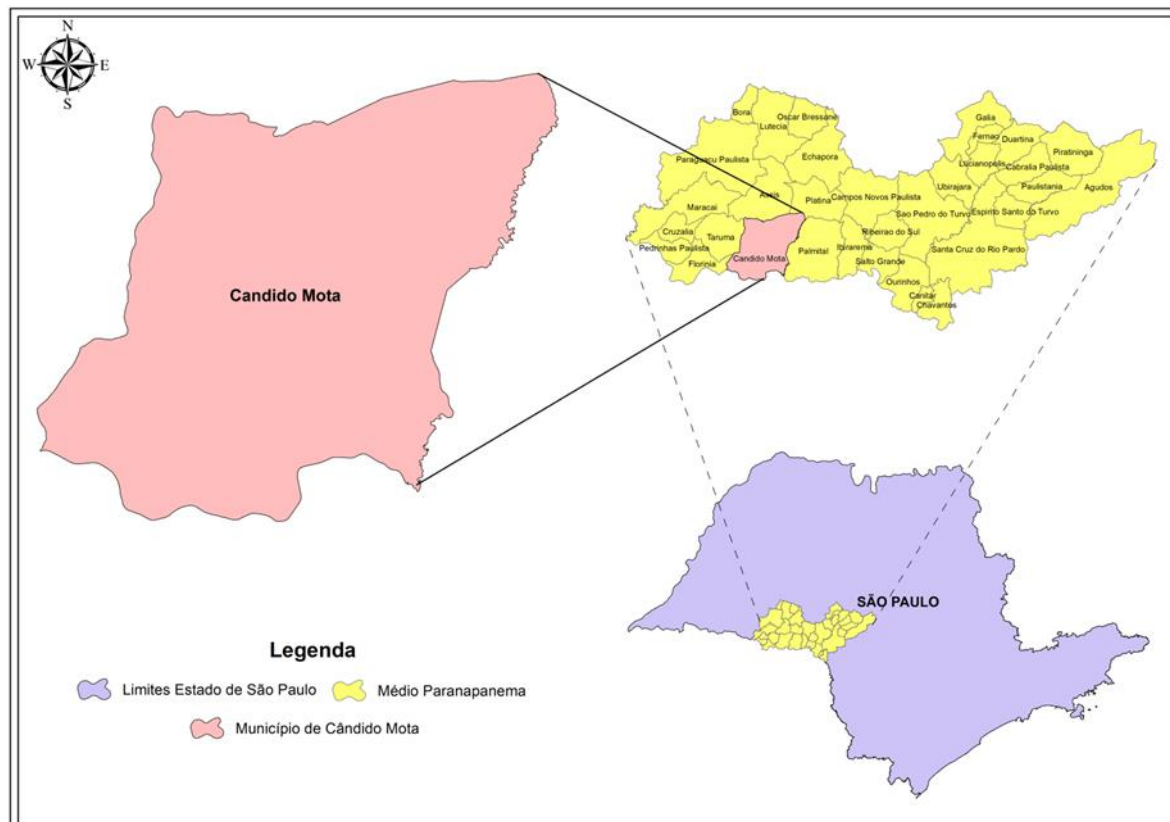 N
W E
S
Candido Mota
Bora
Oscar Bressane
Lutecia
Echapora
Paraguaçu Paulista
Assis
Platina
Campos Novos Paulista
Maracai
Cruzalia
Taruma
Pedrinhas Paulista
Florinia
Candido Mota
Palmital
Ibirarema
Ribeirao do Sul
Salto Grande
Ourinhos
Canitar
Chavantes
Galia
Fernao
Duartina
Piratininga
Lucianopolis
Cabralia Paulista
Ubirajara
Paulistania
Agudos
Sao Pedro do Turvo
Espirito Santo do Turvo
Santa Cruz do Rio Pardo
SÃO PAULO
Legenda
Limites Estado de São Paulo
Médio Paranapanema
Município de Cândido Mota